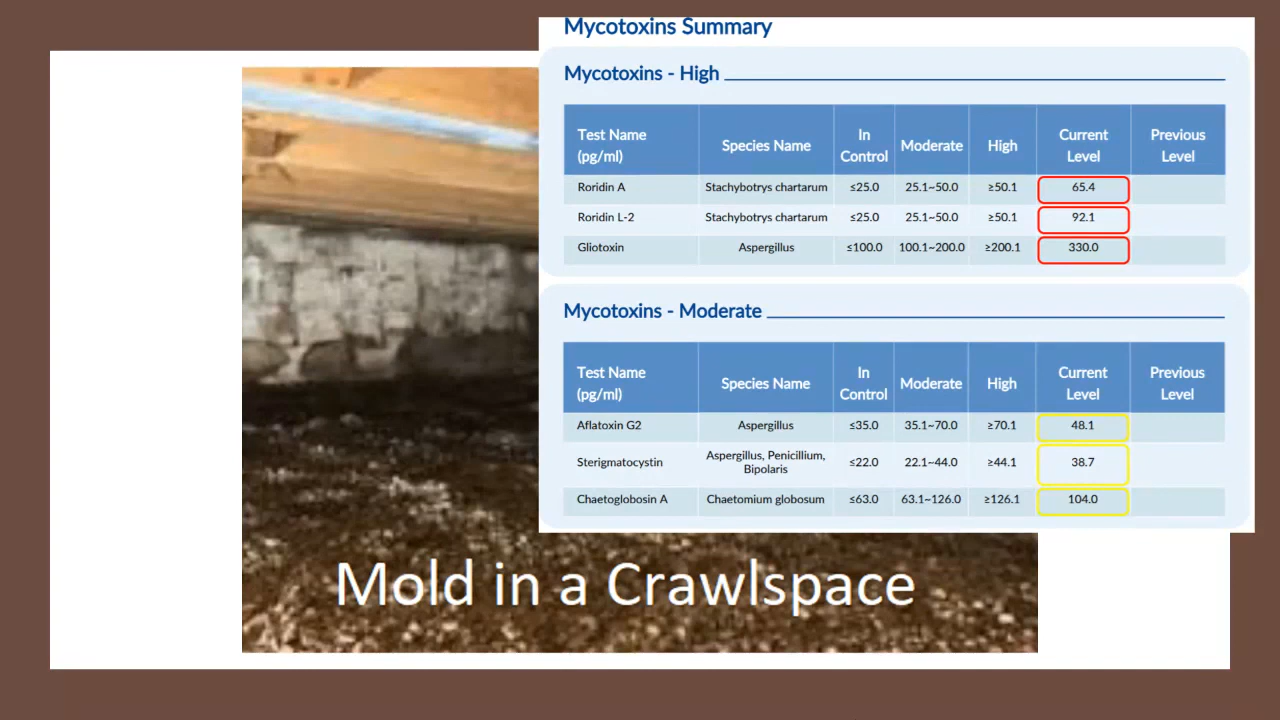 Mycotoxins Summary
Mycotoxins - High
Test Name (pg/ml) Species Name In Control Moderate High Current Level Previous Level
Roridin A Stachybotrys chartarum ≤25.0 25.1~50.0 ≥50.1 65.4
Roridin L-2 Stachybotrys chartarum ≤25.0 25.1~50.0 ≥50.1 92.1
Gliotoxin Aspergillus ≤100.0 100.1~200.0 ≥200.1 330.0
Mycotoxins - Moderate
Test Name (pg/ml) Species Name In Control Moderate High Current Level Previous Level
Aflatoxin G2 Aspergillus ≤35.0 35.1~70.0 ≥70.1 48.1
Sterigmatocystin Aspergillus, Penicillium, Bipolaris ≤22.0 22.1~44.0 ≥44.1 38.7
Chaetoglobosin A Chaetomium globosum ≤63.0 63.1~126.0 ≥126.1 104.0
Mold in a Crawlspace